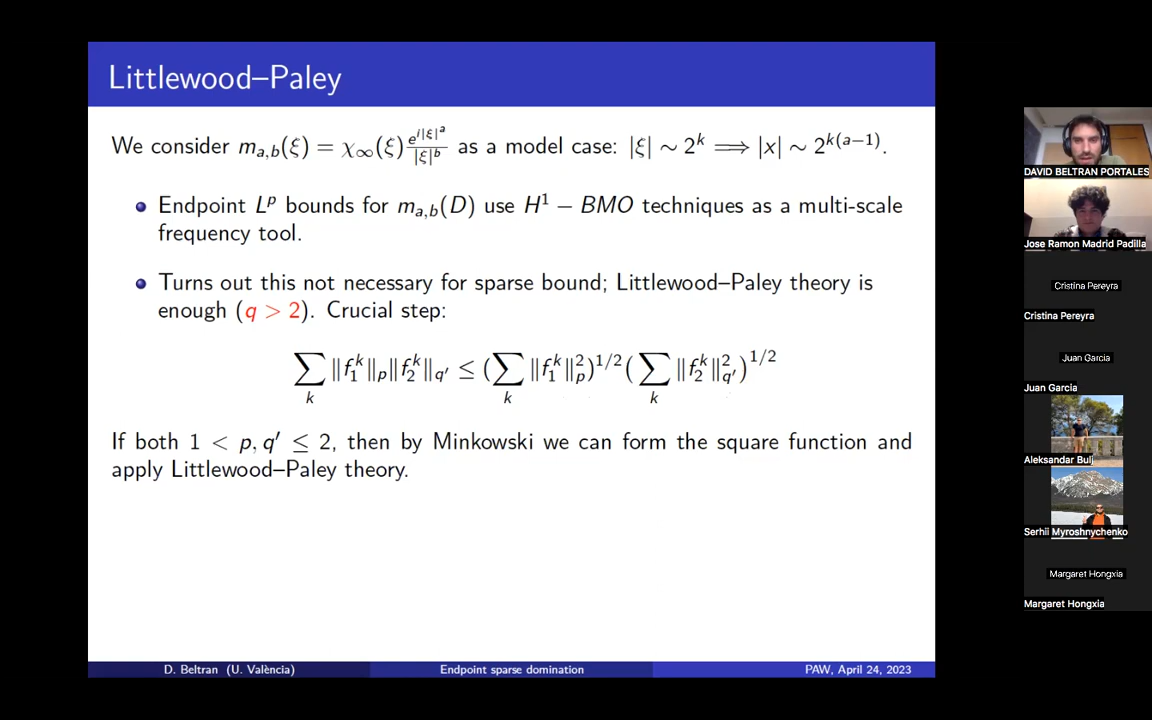 Littlewood–Paley
We consider m_{a,b}(ξ) = χ_∞(ξ) e^{i|ξ|^a}/|ξ|^b as a model case: |ξ| ∼ 2^k ⟹ |x| ∼ 2^{k(a−1)}.
Endpoint L^p bounds for m_{a,b}(D) use H^1 − BMO techniques as a multi-scale
frequency tool.
Turns out this not necessary for sparse bound; Littlewood–Paley theory is
enough (q > 2). Crucial step:
∑_k ‖f_1^k‖_p ‖f_2^k‖_{q′} ≤ (∑_k ‖f_1^k‖_p^2)^{1/2} (∑_k ‖f_2^k‖_{q′}^2)^{1/2}
If both 1 < p, q′ ≤ 2, then by Minkowski we can form the square function and
apply Littlewood–Paley theory.
D. Beltran (U. València)
Endpoint sparse domination
PAW, April 24, 2023
DAVID BELTRAN PORTALES
Jose Ramon Madrid Padilla
Cristina Pereyra
Cristina Pereyra
Juan Garcia
Juan Garcia
Aleksandar Bulj
Serhii Myroshnychenko
Margaret Hongxia
Margaret Hongxia